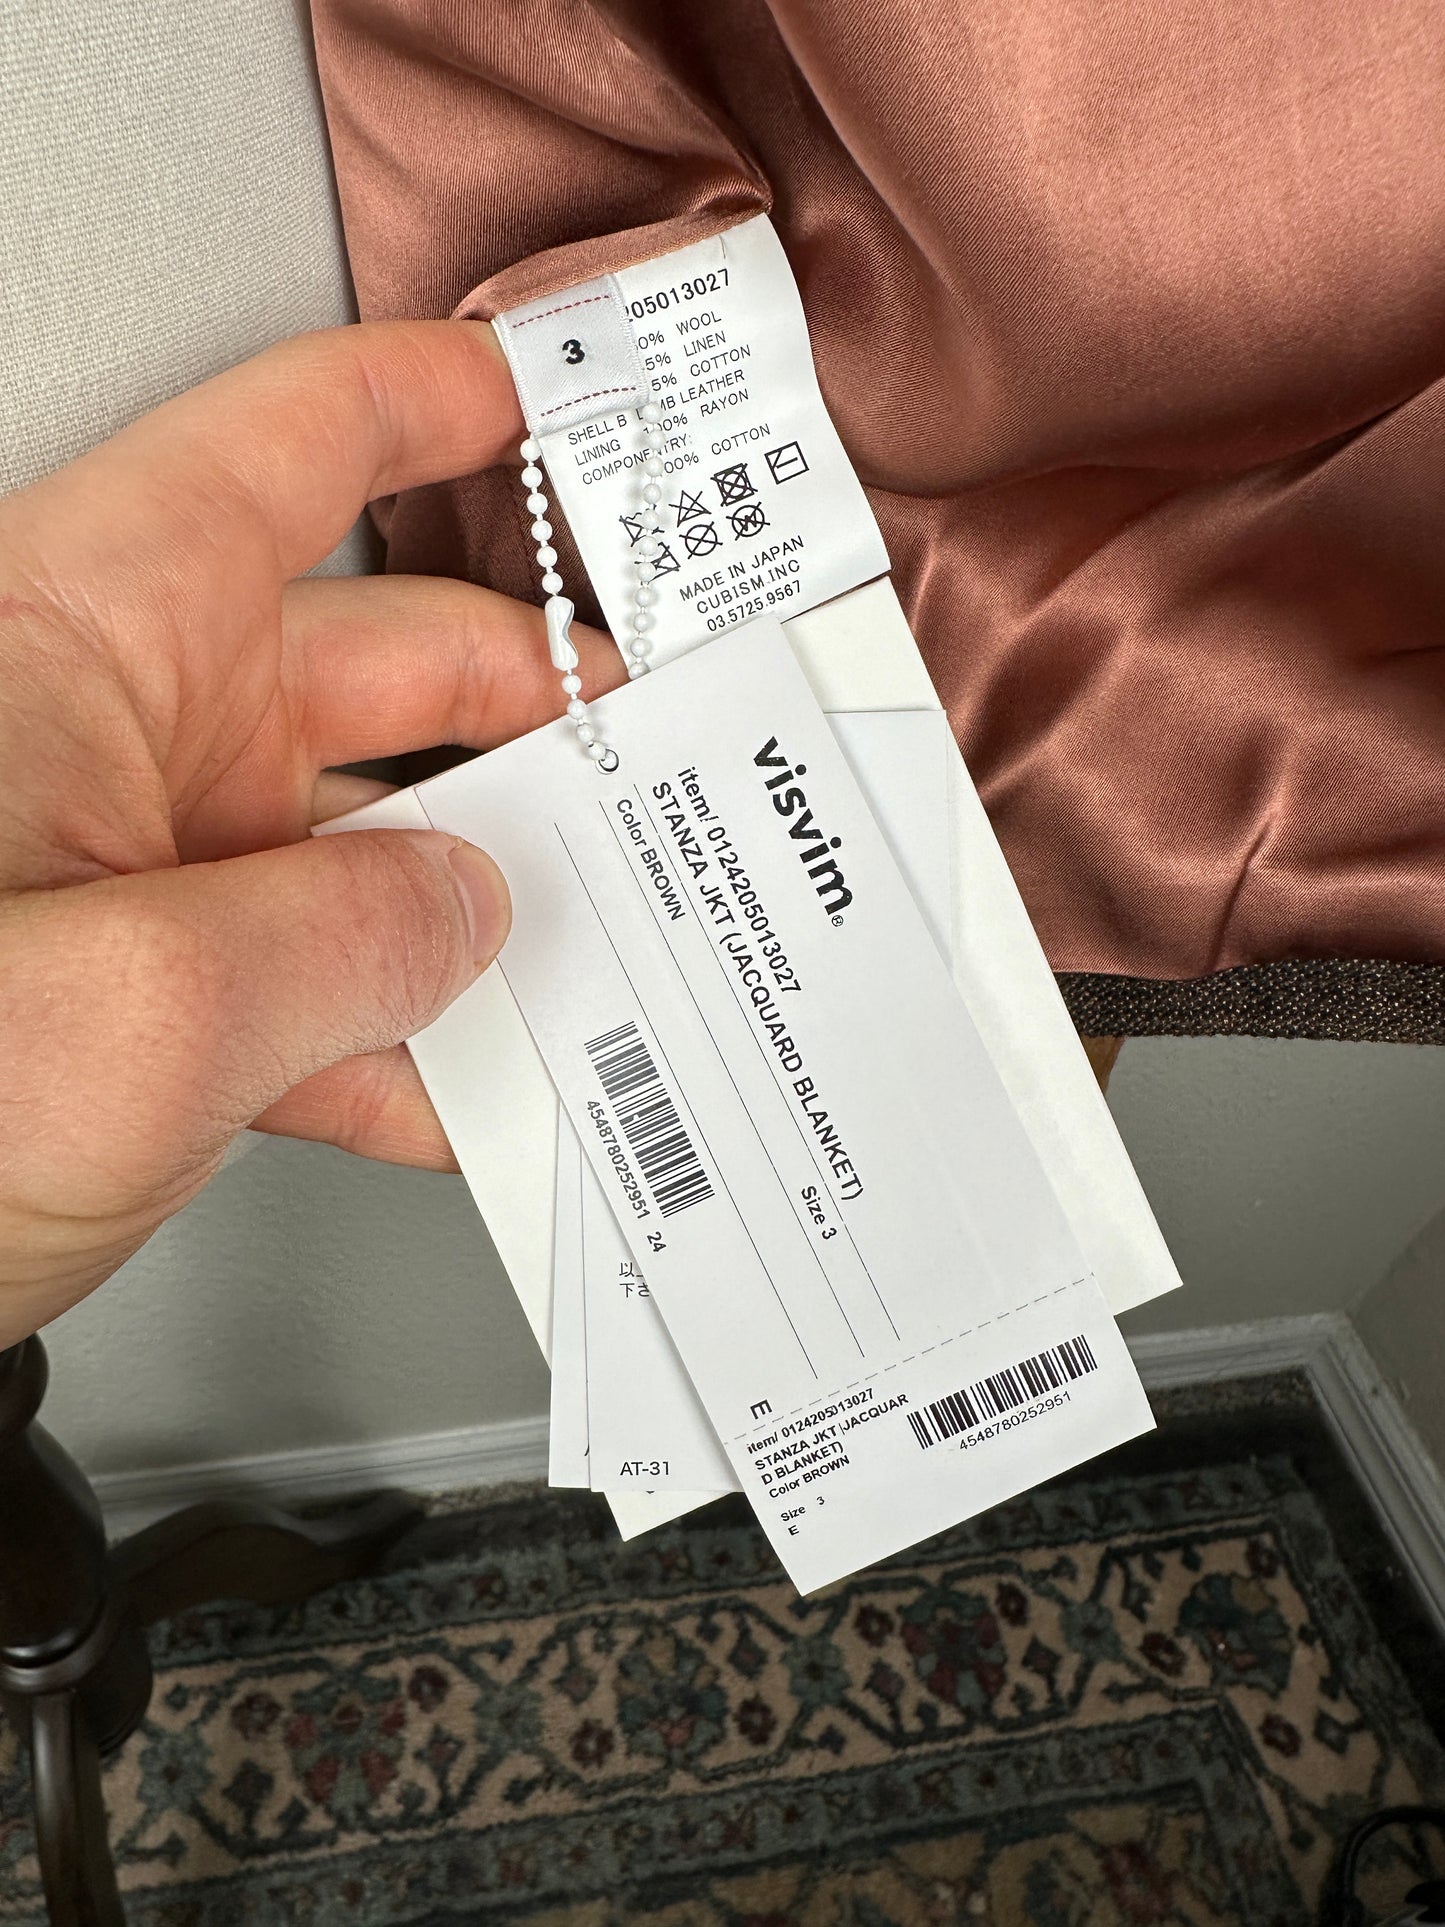 3
205013027
0% WOOL
5% LINEN
5% COTTON
SHELL B LAMB LEATHER
LINING 100% RAYON
COMPONENTRY:
100% COTTON
MADE IN JAPAN
CUBISM.INC
03.5725.9567
visvim®
item/ 0124205013027
STANZA JKT (JACQUARD BLANKET)
Color BROWN
Size 3
4548780252951 24
E
item/ 0124205013027
STANZA JKT (JACQUAR
D BLANKET)
Color BROWN
Size 3
E
4548780252951
以
下
AT-31